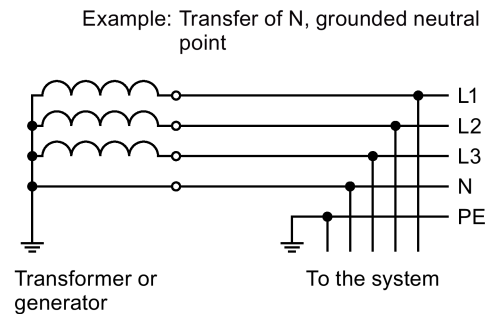 Example: Transfer of N, grounded neutral
point
L1
L2
L3
N
PE
Transformer or
generator
To the system